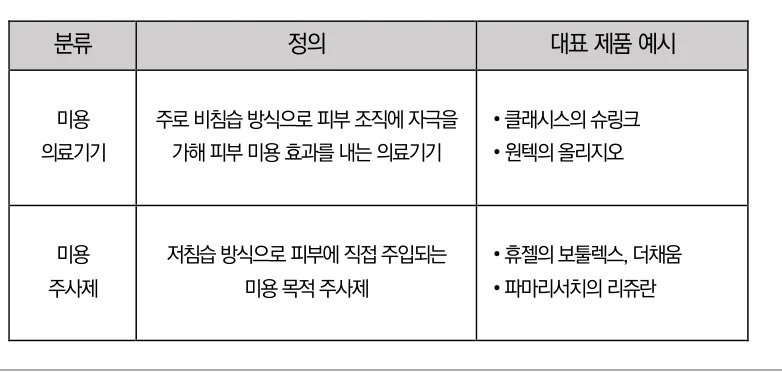 분류
정의
대표 제품 예시
미용
의료기기
주로 비침습 방식으로 피부 조직에 자극을
가해 피부 미용 효과를 내는 의료기기
• 클래시스의 슈링크
• 원텍의 올리지오
미용
주사제
저침습 방식으로 피부에 직접 주입되는
미용 목적 주사제
• 휴젤의 보툴렉스, 더채움
• 파마리서치의 리쥬란